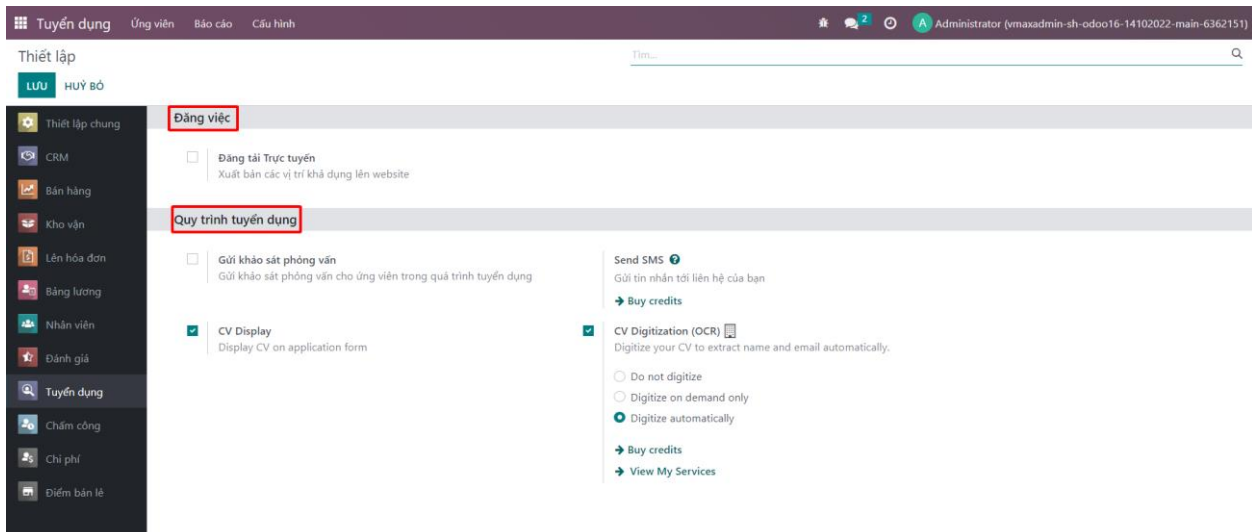 Tuyển dụng Ứng viên Báo cáo Cấu hình 2 A Administrator (vmaxadmin-sh-odoo16-14102022-main-6362151)
Thiết lập Tìm...
LƯU HUỶ BỎ
Thiết lập chung
CRM
Bán hàng
Kho vận
Lên hóa đơn
Bảng lương
Nhân viên
Đánh giá
Tuyển dụng
Chấm công
Chi phí
Điểm bán lẻ
Đăng việc
Đăng tải Trực tuyến
Xuất bản các vị trí khả dụng lên website
Quy trình tuyển dụng
Gửi khảo sát phỏng vấn
Gửi khảo sát phỏng vấn cho ứng viên trong quá trình tuyển dụng
Send SMS ?
Gửi tin nhắn tới liên hệ của bạn
Buy credits
CV Display
Display CV on application form
CV Digitization (OCR)
Digitize your CV to extract name and email automatically.
Do not digitize
Digitize on demand only
Digitize automatically
Buy credits
View My Services